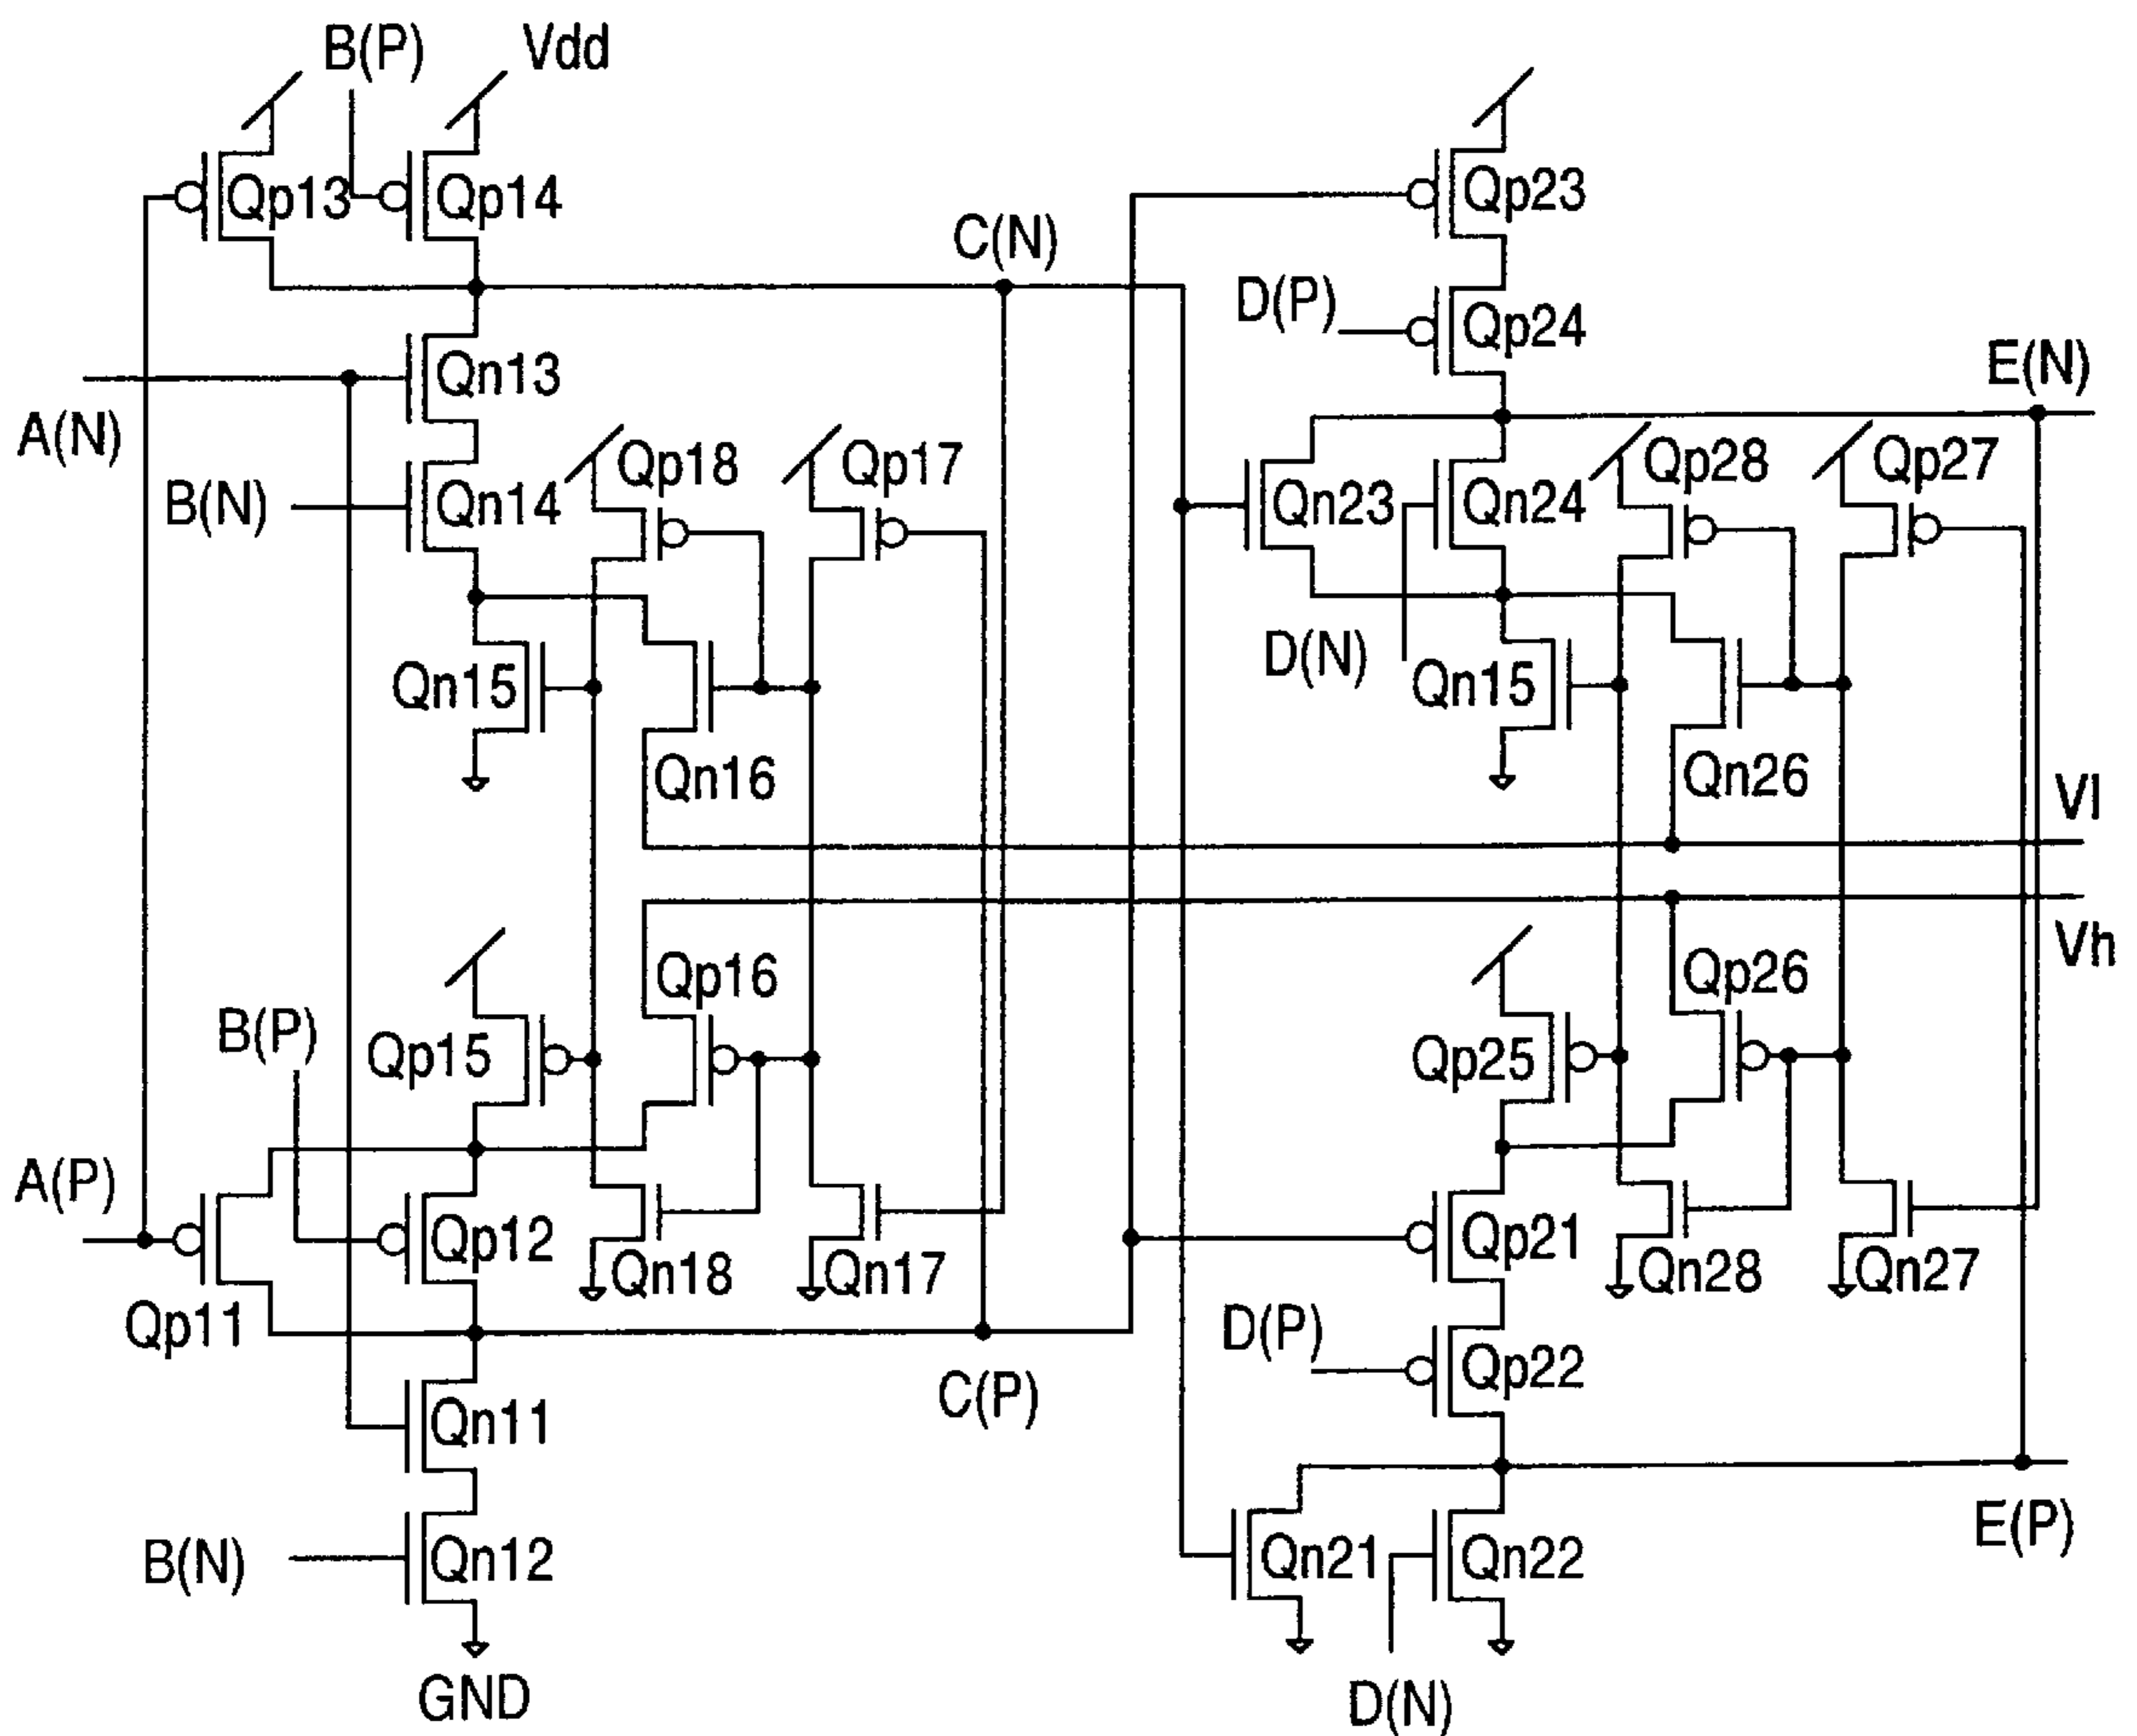 B(P)
Vdd
Qp13
Qp14
Qp23
C(N)
D(P)
Qp24
E(N)
Qn13
A(N)
Qp18
Qp17
Qp28
Qp27
B(N)
Qn14
Qn23
Qn24
D(N)
Qn15
Qn15
Qn16
Qn26
Vl
Vh
Qp16
Qp26
B(P)
Qp15
Qp25
A(P)
Qp12
Qp21
Qn18
Qn17
Qn28
Qn27
Qp11
D(P)
Qp22
C(P)
Qn11
E(P)
B(N)
Qn12
Qn21
Qn22
GND
D(N)